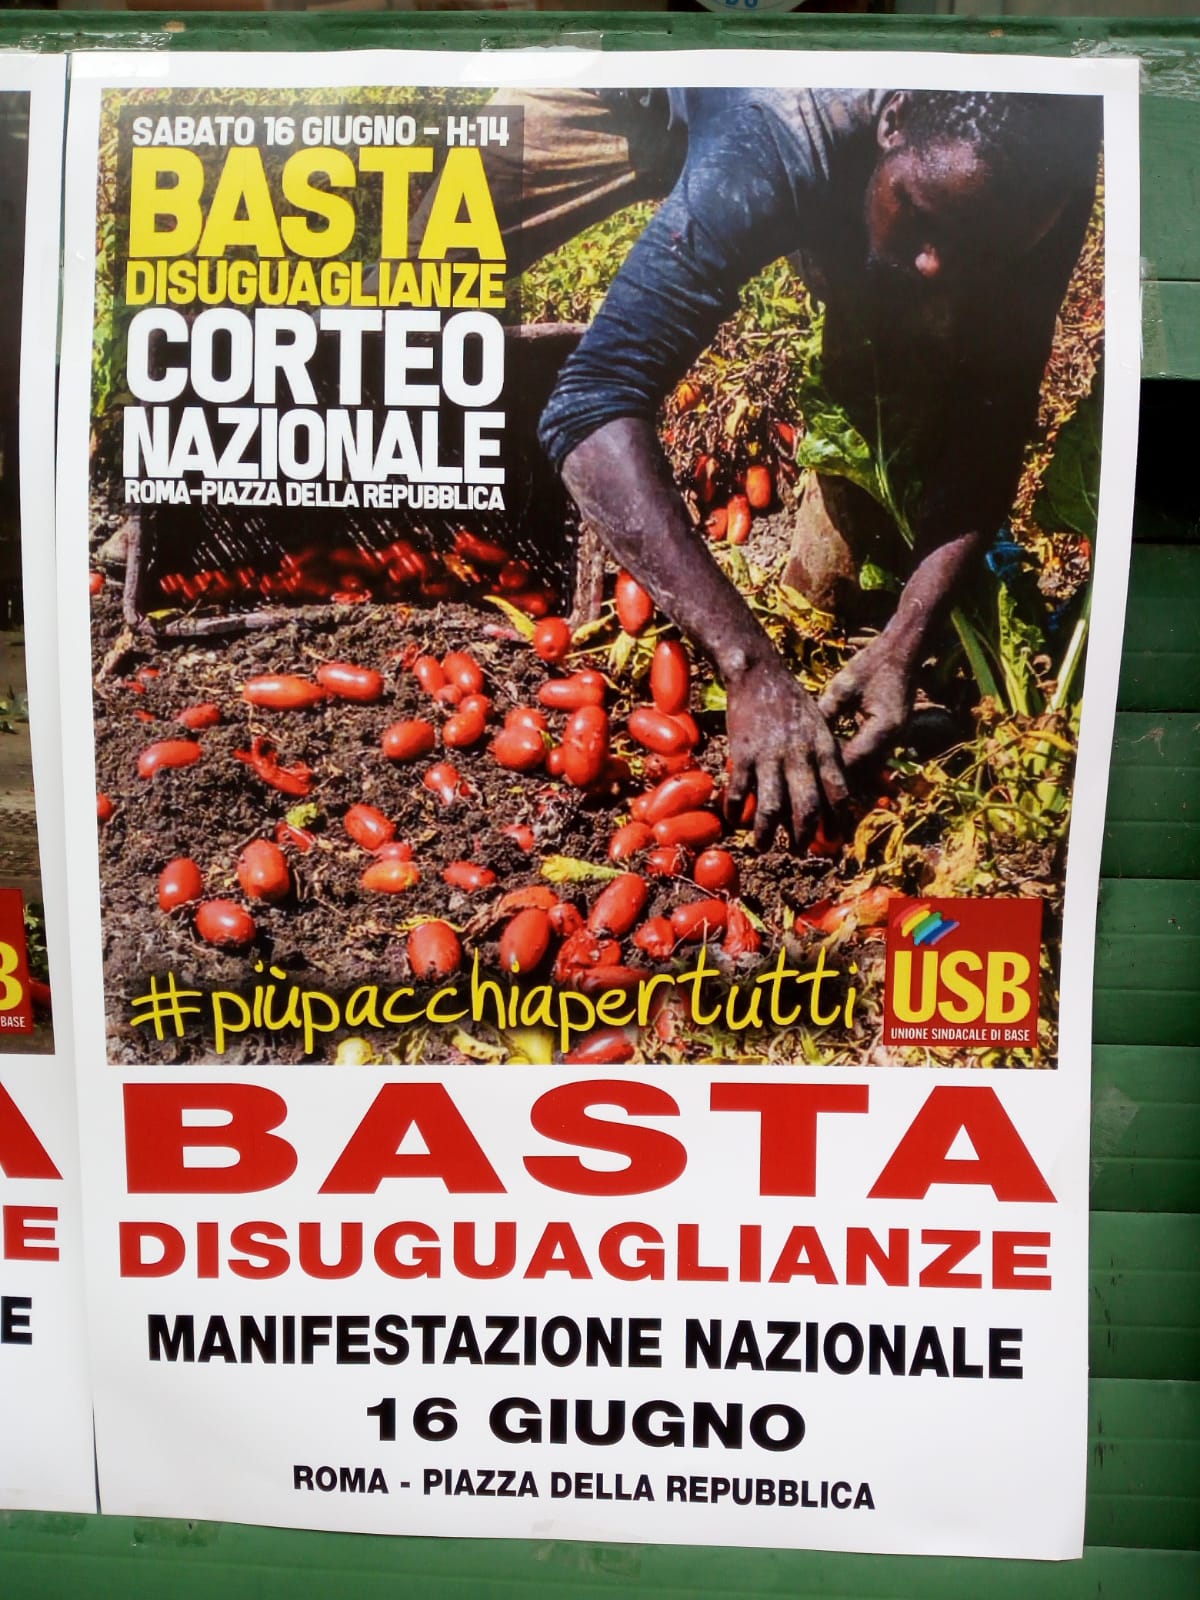 SABATO 16 GIUGNO - H:14
BASTA
DISUGUAGLIANZE
CORTEO
NAZIONALE
ROMA-PIAZZA DELLA REPUBBLICA
#piùpacchiapertutti
USB
UNIONE SINDACALE DI BASE
BASTA
DISUGUAGLIANZE
MANIFESTAZIONE NAZIONALE
16 GIUGNO
ROMA - PIAZZA DELLA REPUBBLICA
B
BASE
A
E
E